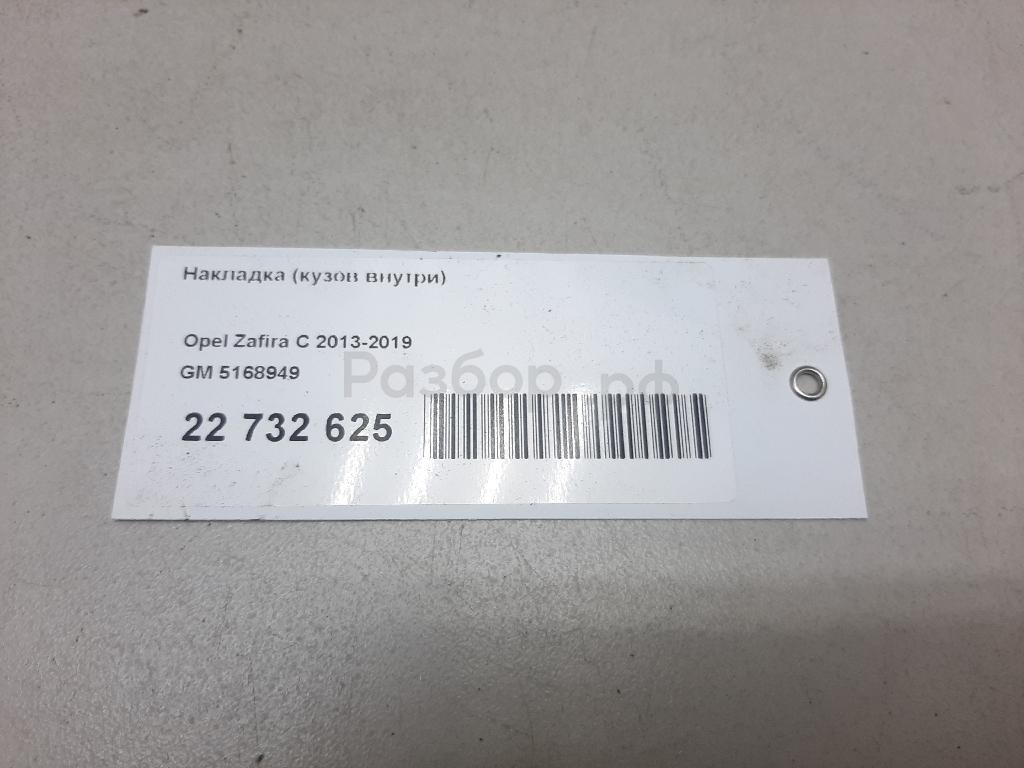 Накладка (кузов внутри)
Opel Zafira C 2013-2019
GM 5168949
Разбор.рф
22 732 625